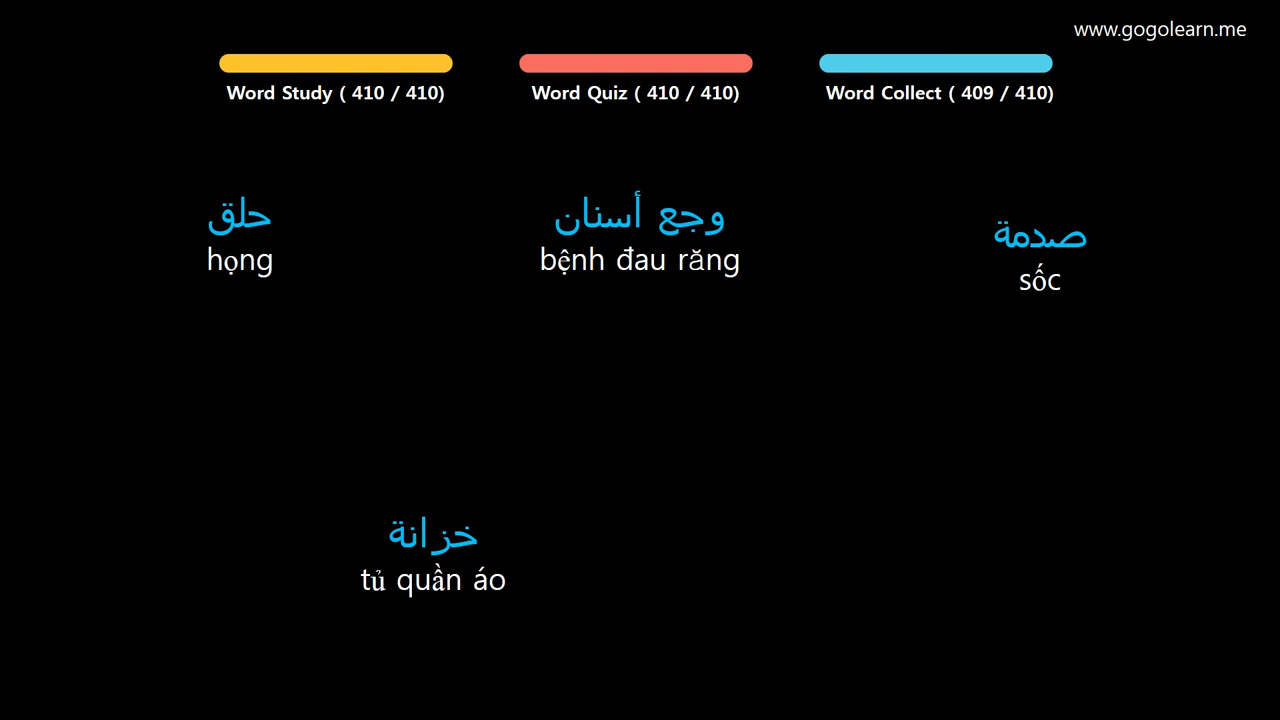 www.gogolearn.me
Word Study ( 410 / 410)
Word Quiz ( 410 / 410)
Word Collect ( 409 / 410)
حلق
họng
وجع أسنان
bệnh đau răng
صدمة
sốc
خزانة
tủ quần áo